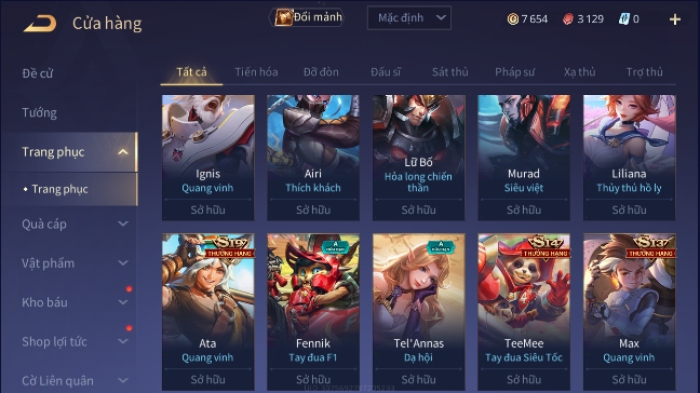 Cửa hàng
Đổi mảnh
Mặc định
7 654
3 129
0
Đề cử
Tướng
Trang phục
Trang phục
Quà cáp
Vật phẩm
Kho báu
Shop lợi tức
Cờ Liên quân
Tất cả
Tiến hóa
Đỡ đòn
Đấu sĩ
Sát thủ
Pháp sư
Xạ thủ
Trợ thủ
Ignis
Quang vinh
Sở hữu
Airi
Thích khách
Sở hữu
Lữ Bố
Hỏa long chiến
thần
Sở hữu
Murad
Siêu việt
Sở hữu
Liliana
Thủy thủ hồ ly
Sở hữu
S19
THƯỞNG HẠNG
Ata
Quang vinh
Sở hữu
A
Fennik
Tay đua F1
Sở hữu
A
Tel'Annas
Dạ hội
Sở hữu
S14
THƯỞNG HẠNG
TeeMee
Tay đua Siêu Tốc
Sở hữu
S13
THƯỞNG HẠNG
Max
Quang vinh
Sở hữu